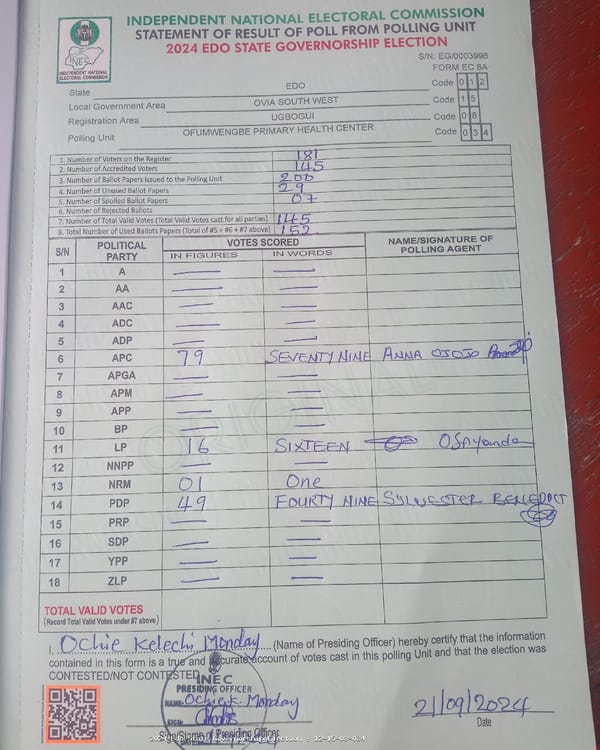 INDEPENDENT NATIONAL ELECTORAL COMMISSION
STATEMENT OF RESULT OF POLL FROM POLLING UNIT
2024 EDO STATE GOVERNORSHIP ELECTION
INEC
INDEPENDENT NATIONAL
ELECTORAL COMMISSION
S/N: EG/0003996
FORM EC 8A
State EDO Code 0 1 2
Local Government Area OVIA SOUTH WEST Code 1 5
Registration Area UGBOGUI Code 0 8
Polling Unit OFUMWENGBE PRIMARY HEALTH CENTER Code 0 3 4
1. Number of Voters on the Register 181
2. Number of Accredited Voters 145
3. Number of Ballot Papers Issued to the Polling Unit 200
4. Number of Unused Ballot Papers 29
5. Number of Spoiled Ballot Papers 07
6. Number of Rejected Ballots
7. Number of Total Valid Votes (Total Valid Votes cast for all parties) 145
8. Total Number of Used Ballots Papers (Total of #5 + #6 + #7 above) 152
S/N POLITICAL PARTY VOTES SCORED NAME/SIGNATURE OF POLLING AGENT
IN FIGURES IN WORDS
1 A — —
2 AA — —
3 AAC — —
4 ADC — —
5 ADP — —
6 APC 79 SEVENTY NINE ANNA OJOJO
7 APGA — —
8 APM — —
9 APP — —
10 BP — —
11 LP 16 SIXTEEN Osayande
12 NNPP — —
13 NRM 01 One
14 PDP 49 FOURTY NINE SYLVESTER BENEDICT
15 PRP — —
16 SDP — —
17 YPP — —
18 ZLP — —
ORIGINAL
TOTAL VALID VOTES
(Record Total Valid Votes under #7 above)
I, Ochie Kelechi Monday (Name of Presiding Officer) hereby certify that the information
contained in this form is a true and accurate account of votes cast in this polling Unit and that the election was
CONTESTED/NOT CONTESTED
INEC
PRESIDING OFFICER
NAME: Ochie K. Monday
SIGN:
21/09/2024
Sign/Stamp of Presiding Officer
Date